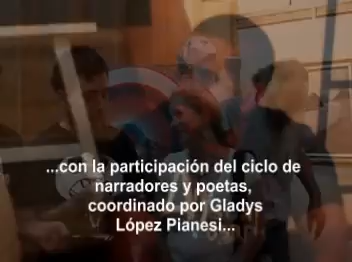 ...con la participación del ciclo de
narradores y poetas,
coordinado por Gladys
López Pianesi...